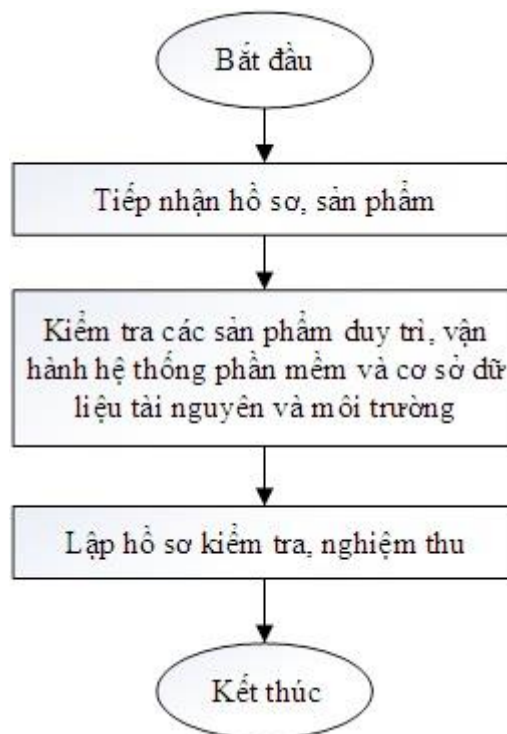 Bắt đầu
Tiếp nhận hồ sơ, sản phẩm
Kiểm tra các sản phẩm duy trì, vận
hành hệ thống phần mềm và cơ sở dữ
liệu tài nguyên và môi trường
Lập hồ sơ kiểm tra, nghiệm thu
Kết thúc